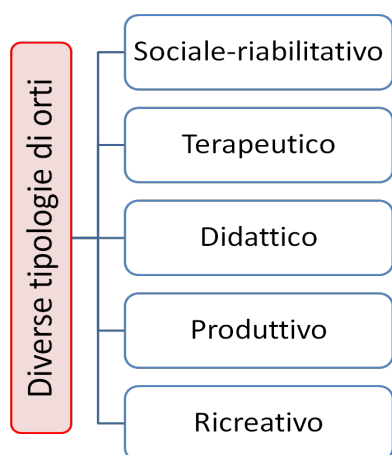 Diverse tipologie di orti
Sociale-riabilitativo
Terapeutico
Didattico
Produttivo
Ricreativo